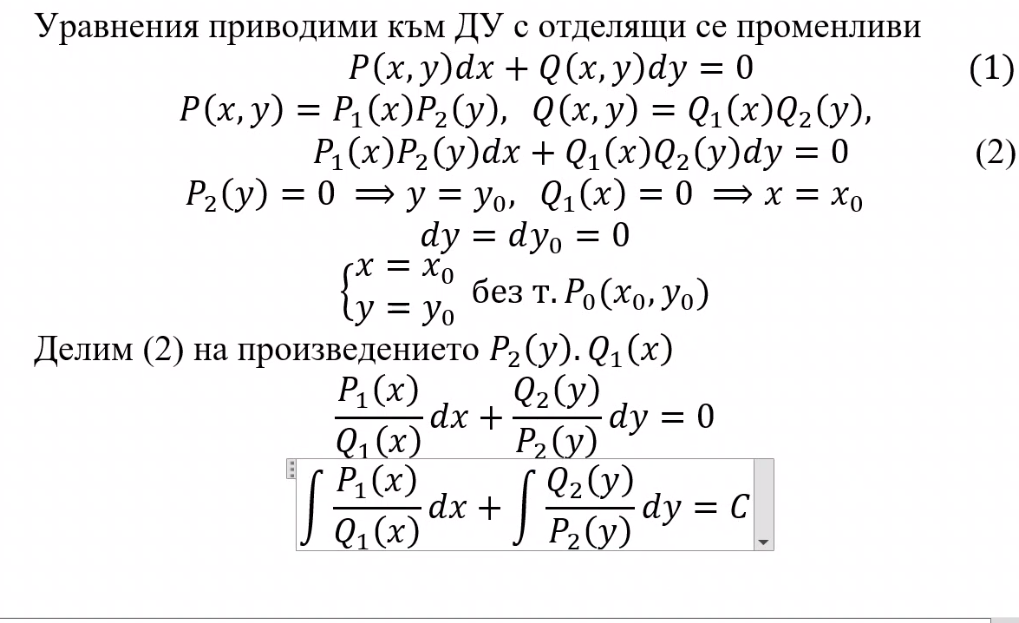 Уравнения приводими към ДУ с отделящи се променливи
P(x, y)dx + Q(x, y)dy = 0 (1)
P(x, y) = P₁(x)P₂(y), Q(x, y) = Q₁(x)Q₂(y),
P₁(x)P₂(y)dx + Q₁(x)Q₂(y)dy = 0 (2)
P₂(y) = 0 ⟹ y = y₀, Q₁(x) = 0 ⟹ x = x₀
dy = dy₀ = 0
{x = x₀
y = y₀ без т. P₀(x₀, y₀)
Делим (2) на произведението P₂(y). Q₁(x)
P₁(x)/Q₁(x) dx + Q₂(y)/P₂(y) dy = 0
∫ P₁(x)/Q₁(x) dx + ∫ Q₂(y)/P₂(y) dy = C